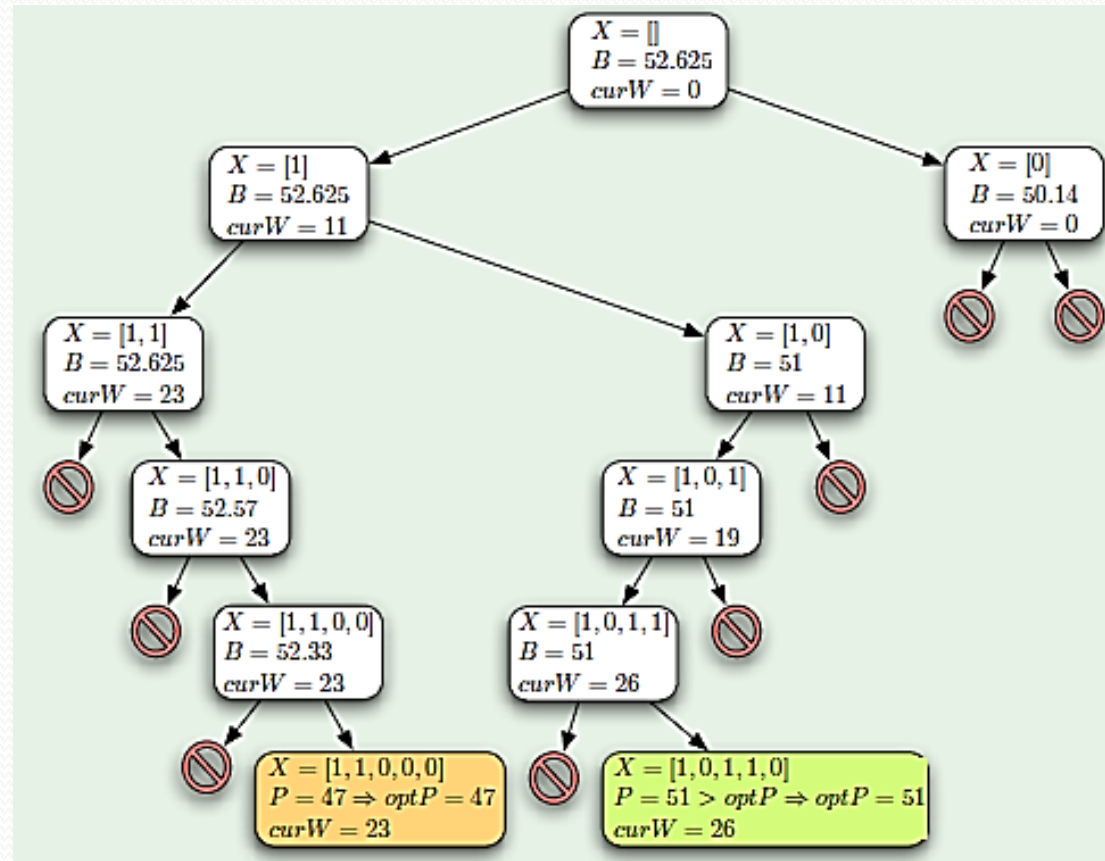 X = []
B = 52.625
curW = 0
X = [1]
B = 52.625
curW = 11
X = [0]
B = 50.14
curW = 0
X = [1, 1]
B = 52.625
curW = 23
X = [1, 0]
B = 51
curW = 11
X = [1, 1, 0]
B = 52.57
curW = 23
X = [1, 0, 1]
B = 51
curW = 19
X = [1, 1, 0, 0]
B = 52.33
curW = 23
X = [1, 0, 1, 1]
B = 51
curW = 26
X = [1, 1, 0, 0, 0]
P = 47 ⇒ optP = 47
curW = 23
X = [1, 0, 1, 1, 0]
P = 51 > optP ⇒ optP = 51
curW = 26